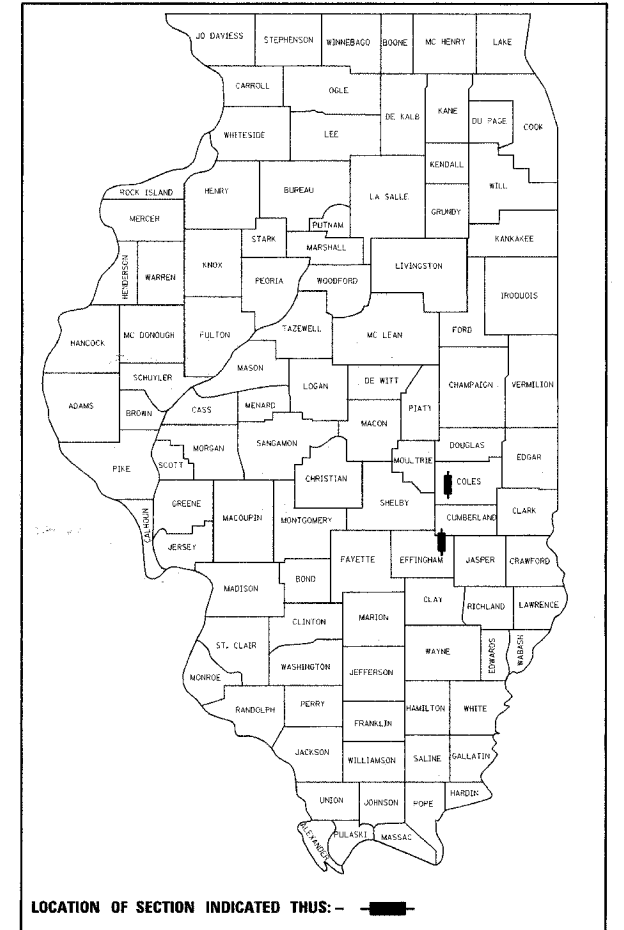 JO DAVIESS STEPHENSON WINNEBAGO BOONE MC HENRY LAKE
CARROLL OGLE
DE KALB KANE DU PAGE COOK
WHITESIDE LEE
KENDALL WILL
ROCK ISLAND HENRY BUREAU LA SALLE GRUNDY
MERCER PUTNAM
STARK MARSHALL KANKAKEE
HENDERSON WARREN KNOX PEORIA WOODFORD LIVINGSTON IROQUOIS
HANCOCK MC DONOUGH FULTON TAZEWELL MC LEAN FORD
SCHUYLER MASON
ADAMS BROWN CASS MENARD LOGAN DE WITT PIATY CHAMPAIGN VERMILION
MACON
MORGAN SANGAMON DOUGLAS
PIKE SCOTT CHRISTIAN MOULTRIE COLES EDGAR
GREENE SHELBY
CALHOUN MACOUPIN MONTGOMERY CUMBERLAND CLARK
JERSEY
FAYETTE EFFINGHAM JASPER CRAWFORD
MADISON BOND
CLAY RICHLAND LAWRENCE
CLINTON MARION
ST. CLAIR WAYNE EDWARDS WABASH
WASHINGTON JEFFERSON
MONROE
RANDOLPH PERRY HAMILTON WHITE
FRANKLIN
JACKSON WILLIAMSON SALINE GALLATIN
UNION JOHNSON POPE HARDIN
ALEXANDER PULASKI MASSAC
LOCATION OF SECTION INDICATED THUS: –